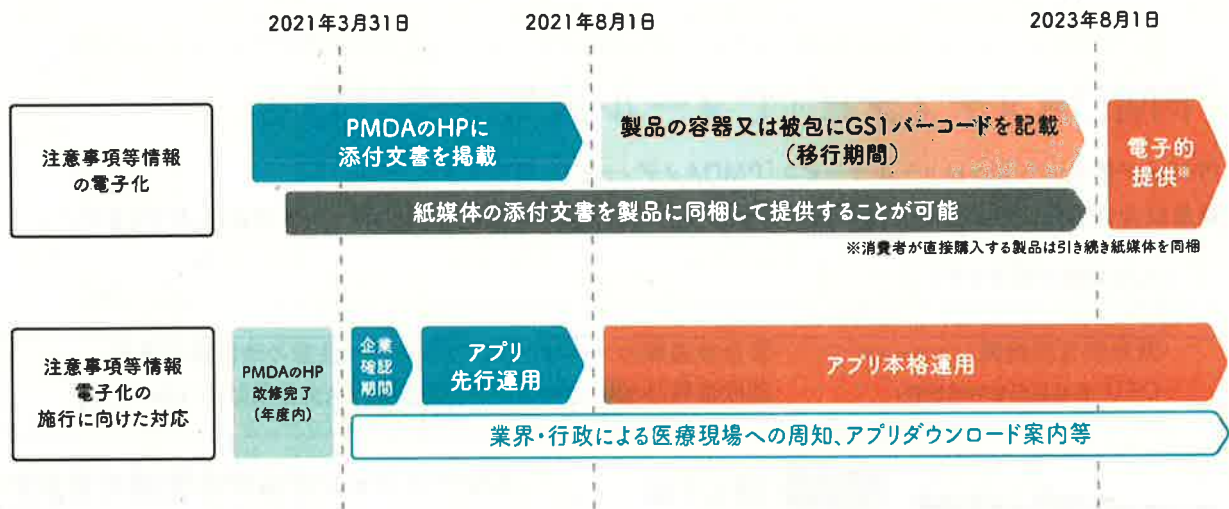 2021年3月31日
2021年8月1日
2023年8月1日
注意事項等情報
の電子化
PMDAのHPに
添付文書を掲載
製品の容器又は被包にGS1バーコードを記載
(移行期間)
電子的
提供※
紙媒体の添付文書を製品に同梱して提供することが可能
※消費者が直接購入する製品は引き続き紙媒体を同梱
注意事項等情報
電子化の
施行に向けた対応
PMDAのHP
改修完了
(年度内)
企業
確認
期間
アプリ
先行運用
アプリ本格運用
業界・行政による医療現場への周知、アプリダウンロード案内等